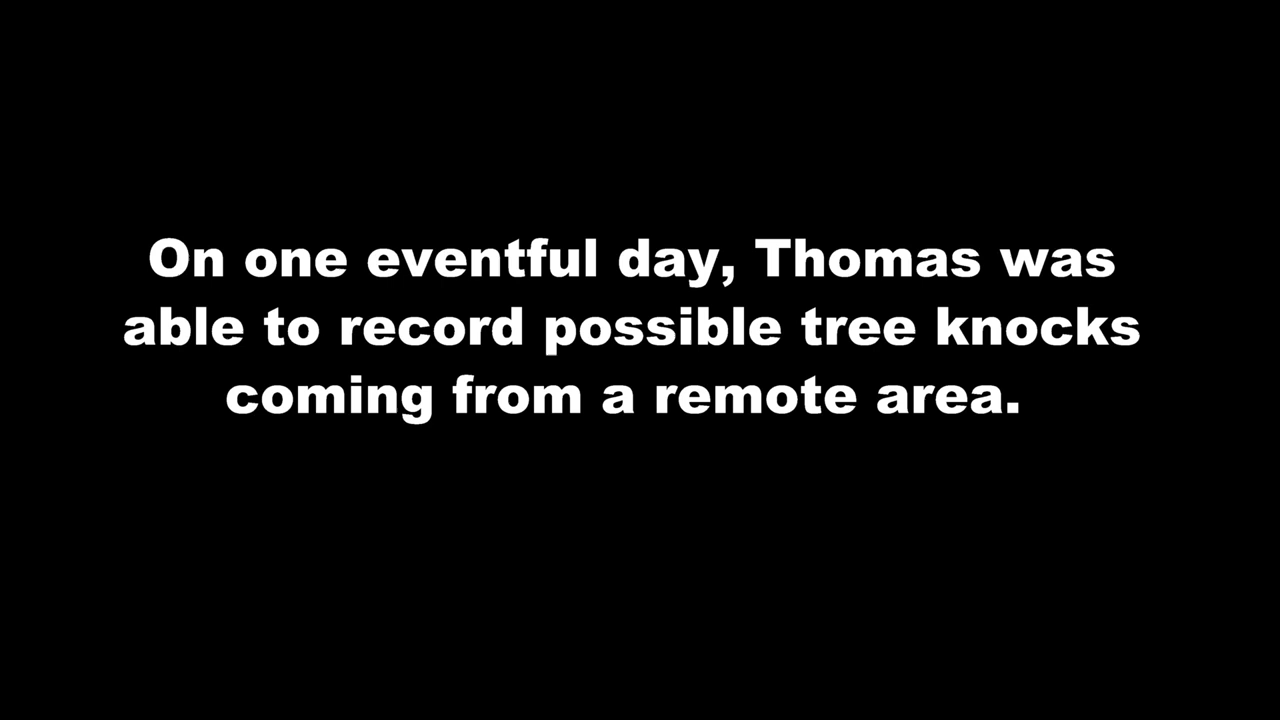 On one eventful day, Thomas was
able to record possible tree knocks
coming from a remote area.